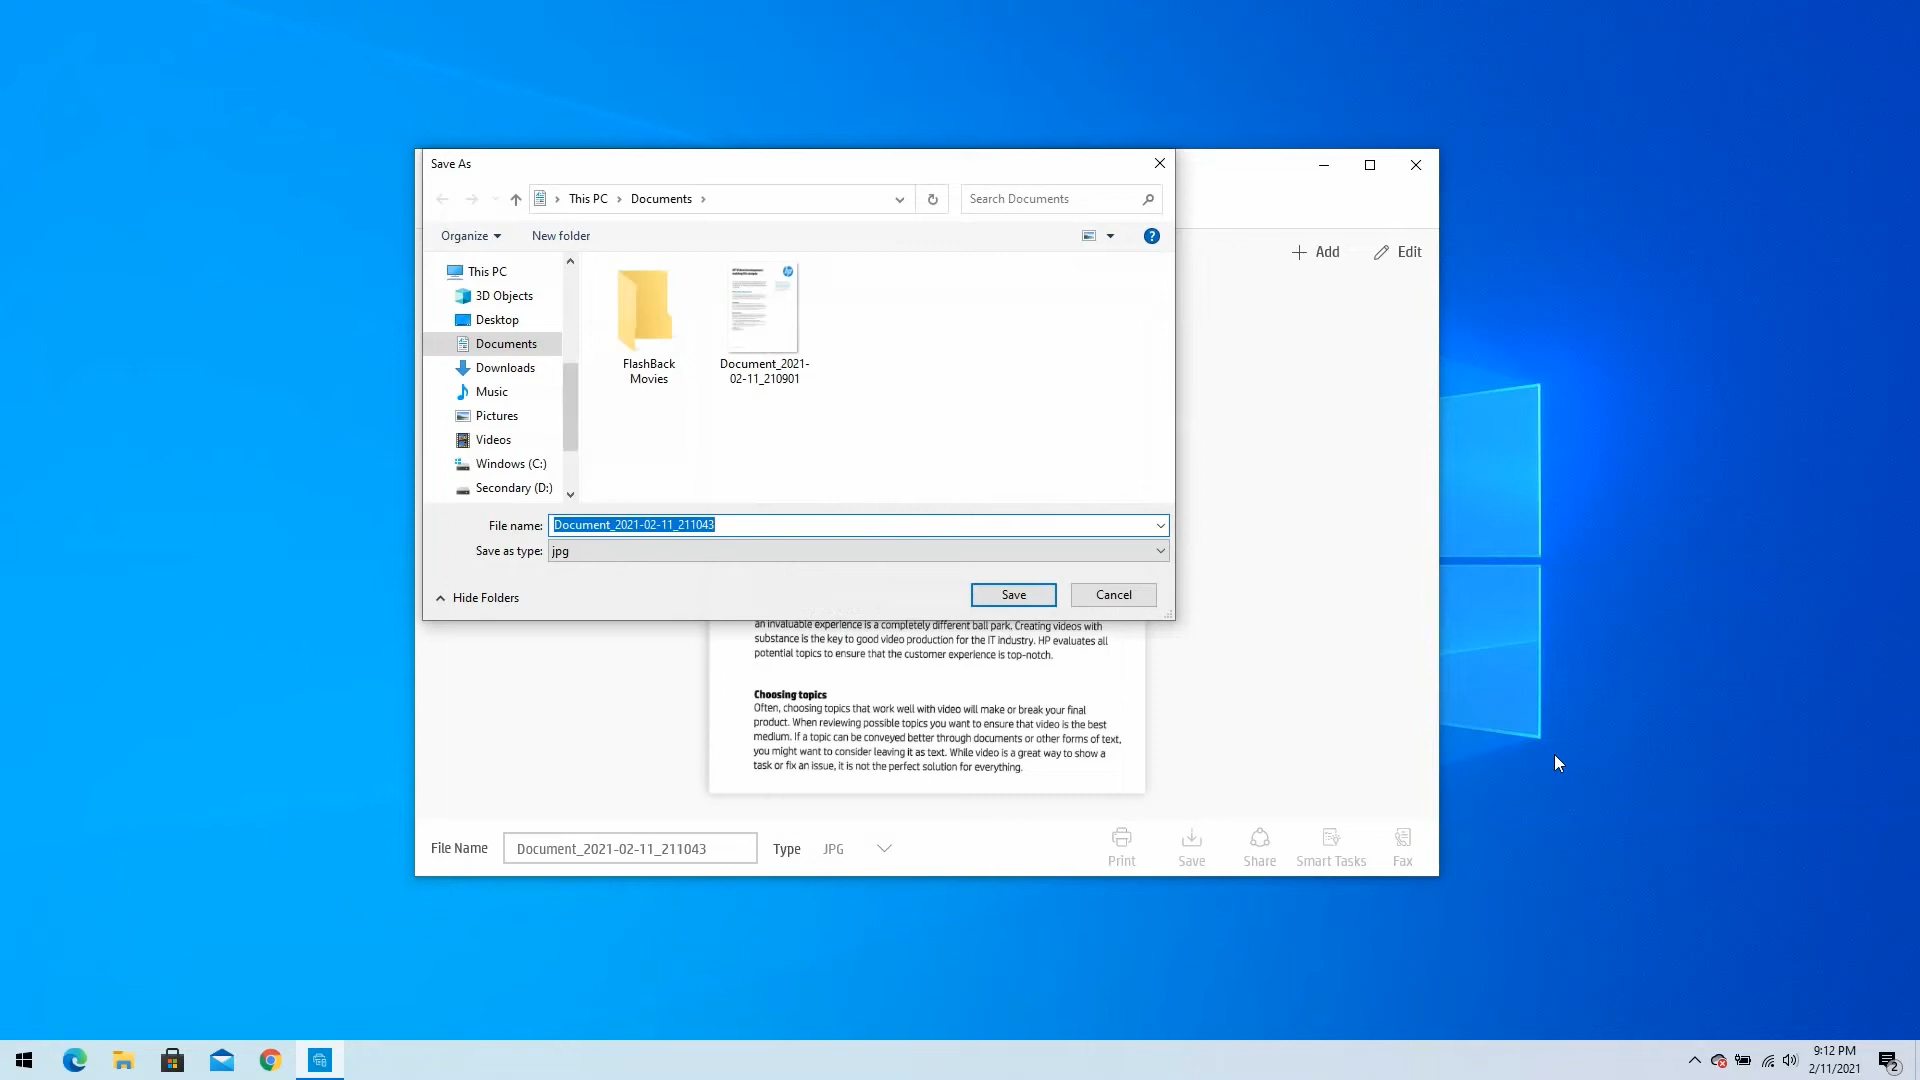 Save As
This PC
Documents
Search Documents
Organize
New folder
?
Add
Edit
This PC
3D Objects
Desktop
Documents
Downloads
Music
Pictures
Videos
Windows (C:)
Secondary (D:)
FlashBack
Movies
Document_2021-
02-11_210901
File name: Document_2021-02-11_211043
Save as type: jpg
Hide Folders
Save
Cancel
an invaluable experience is a completely different ball park. Creating videos with
substance is the key to good video production for the IT industry. HP evaluates all
potential topics to ensure that the customer experience is top-notch.
Choosing topics
Often, choosing topics that work well with video will make or break your final
product. When reviewing possible topics you want to ensure that video is the best
medium. If a topic can be conveyed better through documents or other forms of text,
you might want to consider leaving it as text. While video is a great way to show a
task or fix an issue, it is not the perfect solution for everything.
File Name Document_2021-02-11_211043 Type JPG
Print
Save
Share
Smart Tasks
Fax
9:12 PM
2/11/2021
2